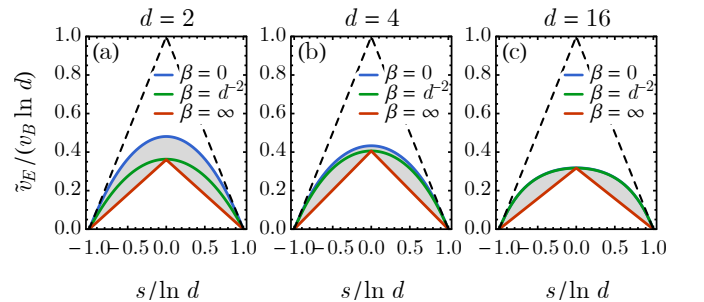 d = 2
d = 4
d = 16
(a)
β = 0
β = d⁻²
β = ∞
(b)
β = 0
β = d⁻²
β = ∞
(c)
β = 0
β = d⁻²
β = ∞
ṽ_E/(v_B ln d)
1.0
0.8
0.6
0.4
0.2
0.0
−1.0 −0.5 0.0 0.5 1.0
−1.0 −0.5 0.0 0.5 1.0
−1.0 −0.5 0.0 0.5 1.0
s/ln d
s/ln d
s/ln d